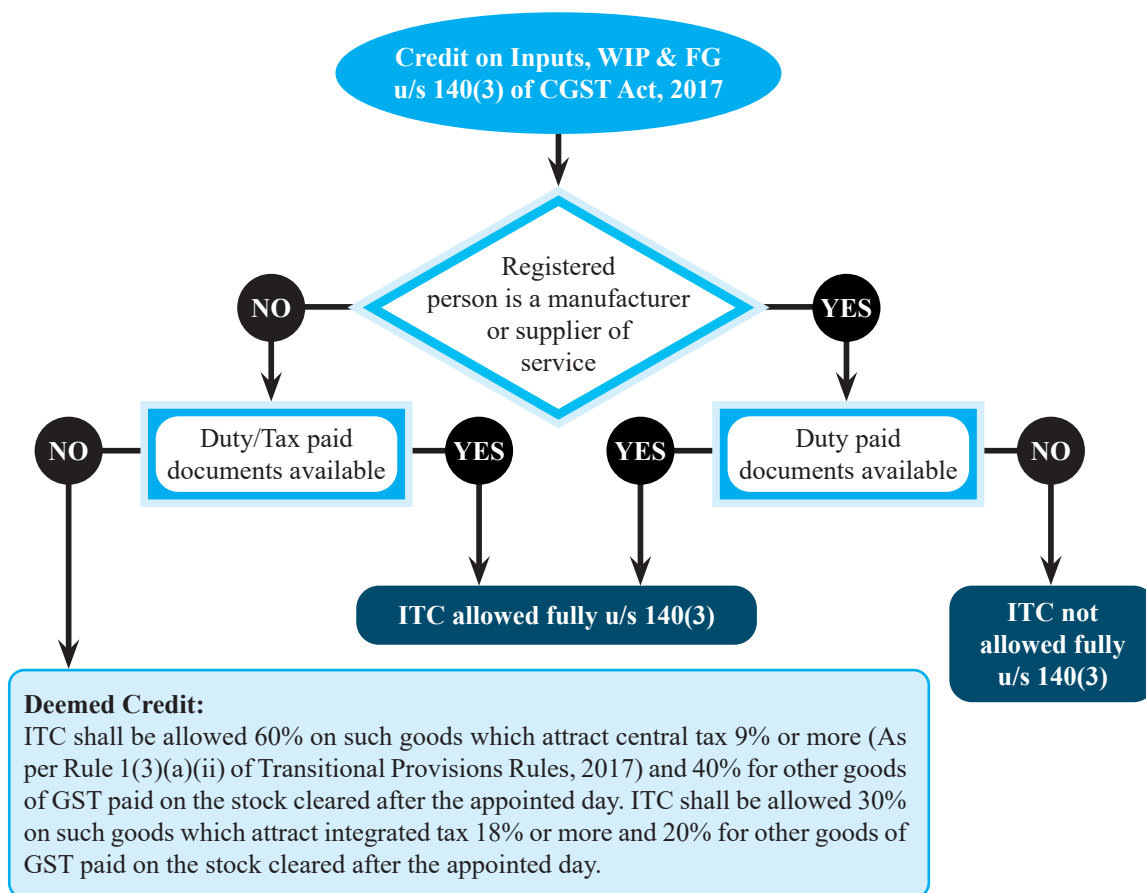 Credit on Inputs, WIP & FG
u/s 140(3) of CGST Act, 2017
Registered
person is a manufacturer
or supplier of
service
NO
YES
NO
Duty/Tax paid
documents available
YES
YES
Duty paid
documents available
NO
ITC allowed fully u/s 140(3)
ITC not
allowed fully
u/s 140(3)
Deemed Credit:
ITC shall be allowed 60% on such goods which attract central tax 9% or more (As
per Rule 1(3)(a)(ii) of Transitional Provisions Rules, 2017) and 40% for other goods
of GST paid on the stock cleared after the appointed day. ITC shall be allowed 30%
on such goods which attract integrated tax 18% or more and 20% for other goods of
GST paid on the stock cleared after the appointed day.